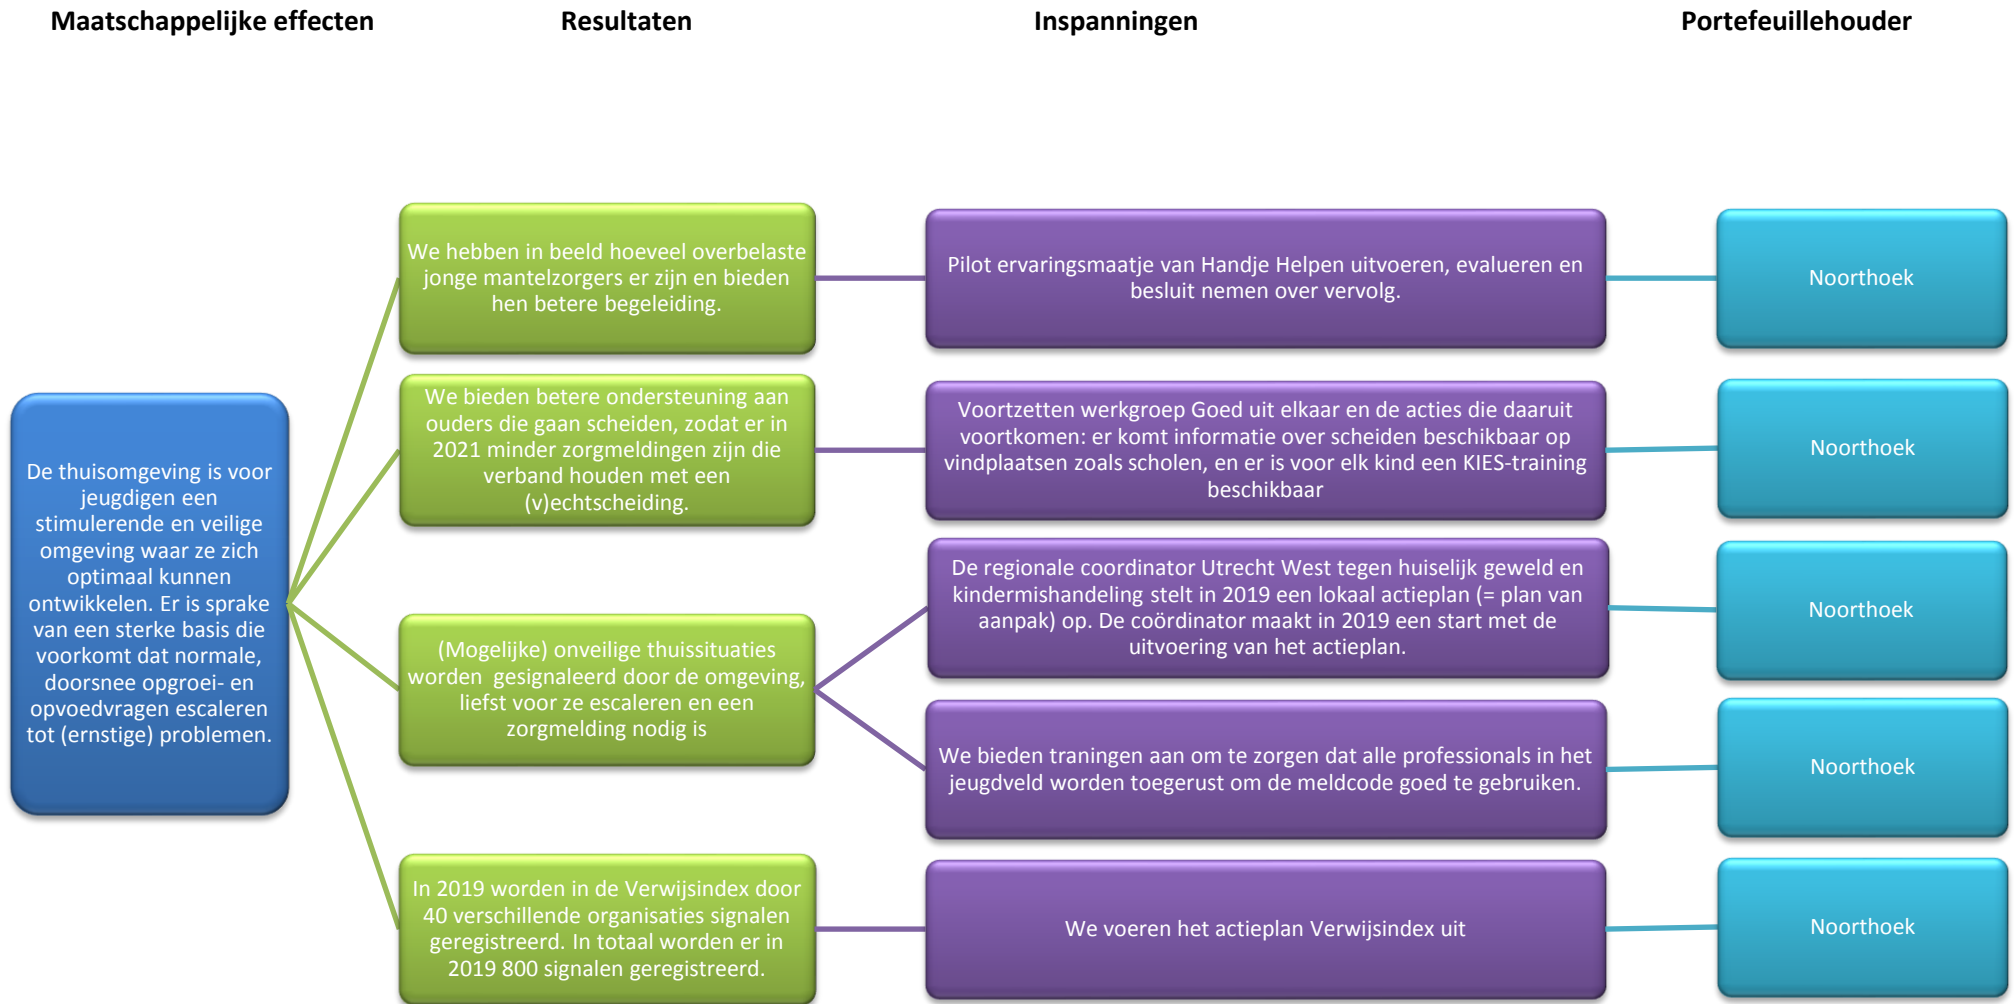 Maatschappelijke effecten
Resultaten
Inspanningen
Portefeuillehouder
De thuisomgeving is voor
jeugdigen een
stimulerende en veilige
omgeving waar ze zich
optimaal kunnen
ontwikkelen. Er is sprake
van een sterke basis die
voorkomt dat normale,
doorsnee opgroei- en
opvoedvragen escaleren
tot (ernstige) problemen.
We hebben in beeld hoeveel overbelaste
jonge mantelzorgers er zijn en bieden
hen betere begeleiding.
Pilot ervaringsmaatje van Handje Helpen uitvoeren, evalueren en
besluit nemen over vervolg.
Noorthoek
We bieden betere ondersteuning aan
ouders die gaan scheiden, zodat er in
2021 minder zorgmeldingen zijn die
verband houden met een
(v)echtscheiding.
Voortzetten werkgroep Goed uit elkaar en de acties die daaruit
voortkomen: er komt informatie over scheiden beschikbaar op
vindplaatsen zoals scholen, en er is voor elk kind een KIES-training
beschikbaar
Noorthoek
(Mogelijke) onveilige thuissituaties
worden  gesignaleerd door de omgeving,
liefst voor ze escaleren en een
zorgmelding nodig is
De regionale coordinator Utrecht West tegen huiselijk geweld en
kindermishandeling stelt in 2019 een lokaal actieplan (= plan van
aanpak) op. De coördinator maakt in 2019 een start met de
uitvoering van het actieplan.
Noorthoek
We bieden traningen aan om te zorgen dat alle professionals in het
jeugdveld worden toegerust om de meldcode goed te gebruiken.
Noorthoek
In 2019 worden in de Verwijsindex door
40 verschillende organisaties signalen
geregistreerd. In totaal worden er in
2019 800 signalen geregistreerd.
We voeren het actieplan Verwijsindex uit
Noorthoek